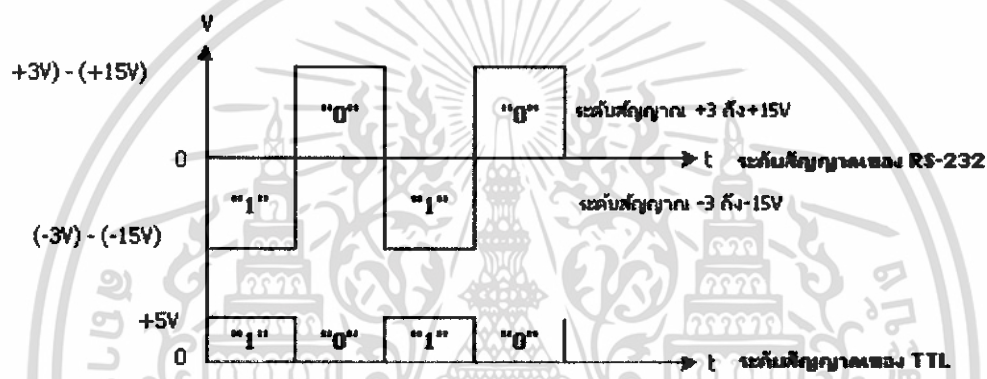 V
+3V) - (+15V)
"0" "0" ระดับสัญญาณ +3 ถึง+15V
0 t ระดับสัญญาณของ RS-232
"1" "1" ระดับสัญญาณ -3 ถึง-15V
(-3V) - (-15V)
+5V
"1" "0" "1" "0"
0 t ระดับสัญญาณของ TTL